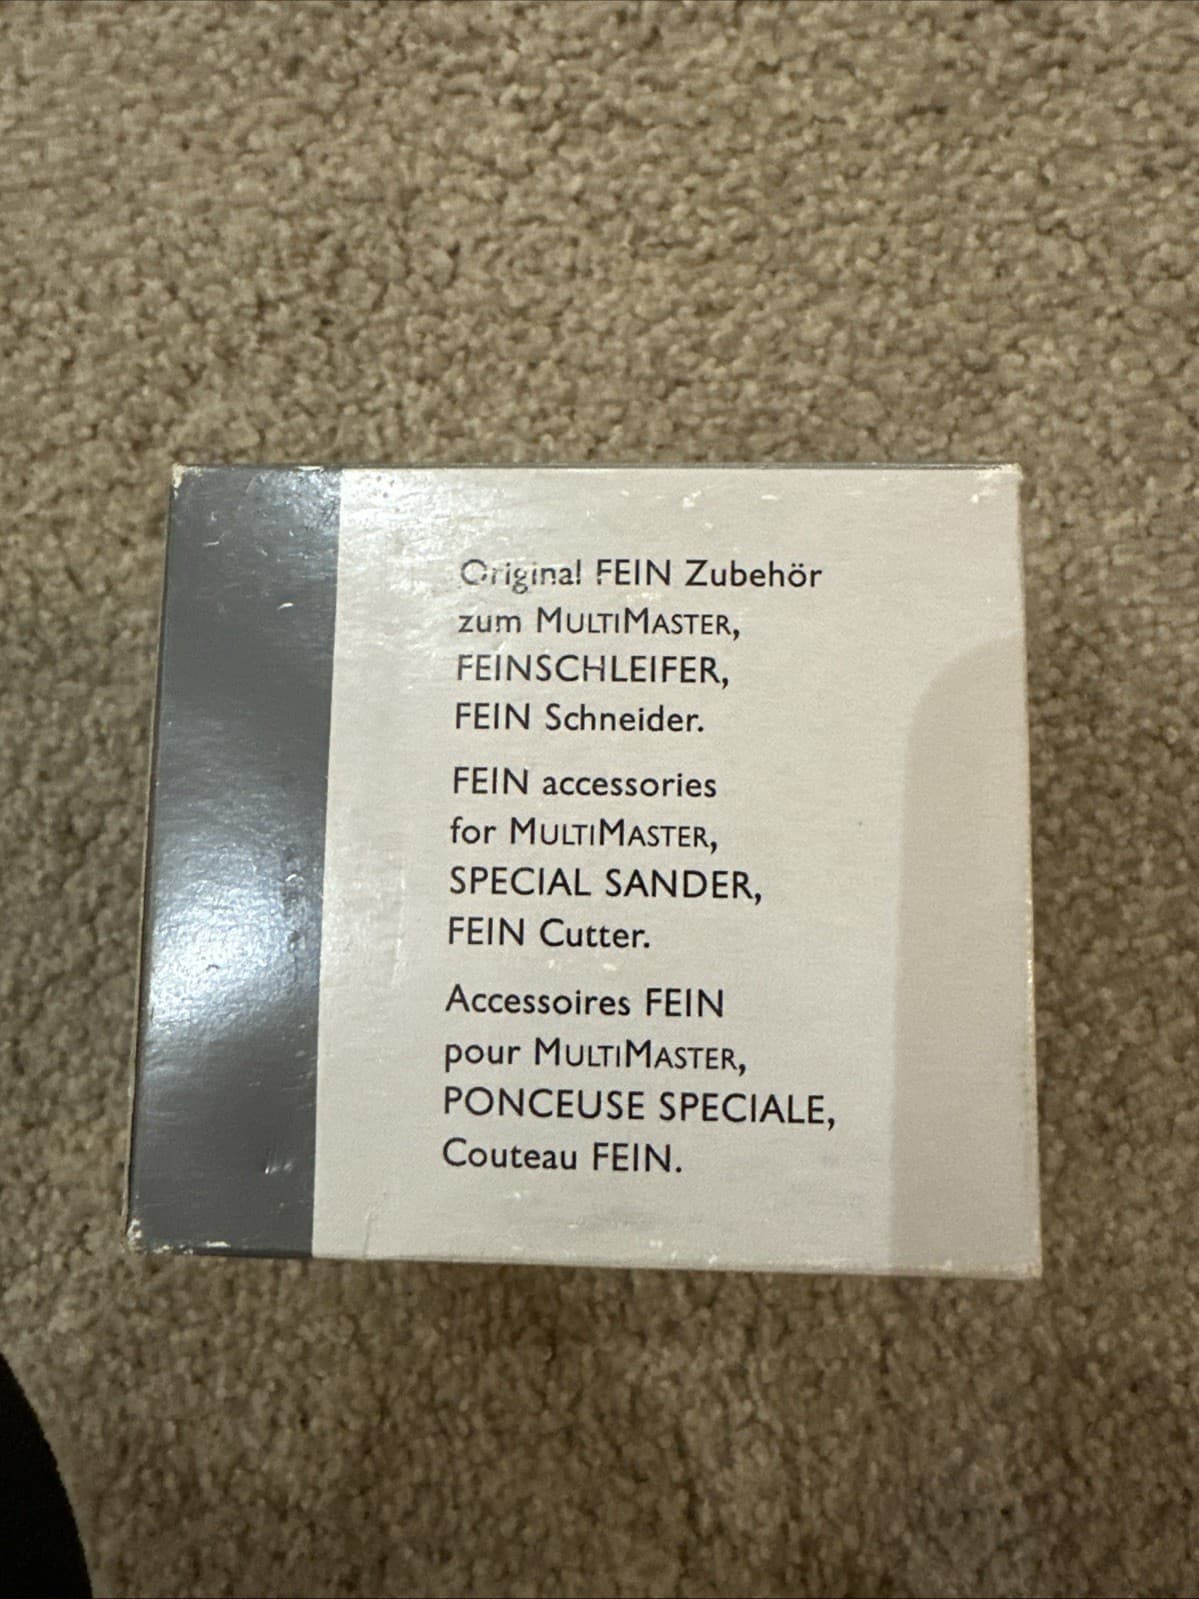 Original FEIN Zubehör
zum MULTIMASTER,
FEINSCHLEIFER,
FEIN Schneider.
FEIN accessories
for MULTIMASTER,
SPECIAL SANDER,
FEIN Cutter.
Accessoires FEIN
pour MULTIMASTER,
PONCEUSE SPECIALE,
Couteau FEIN.